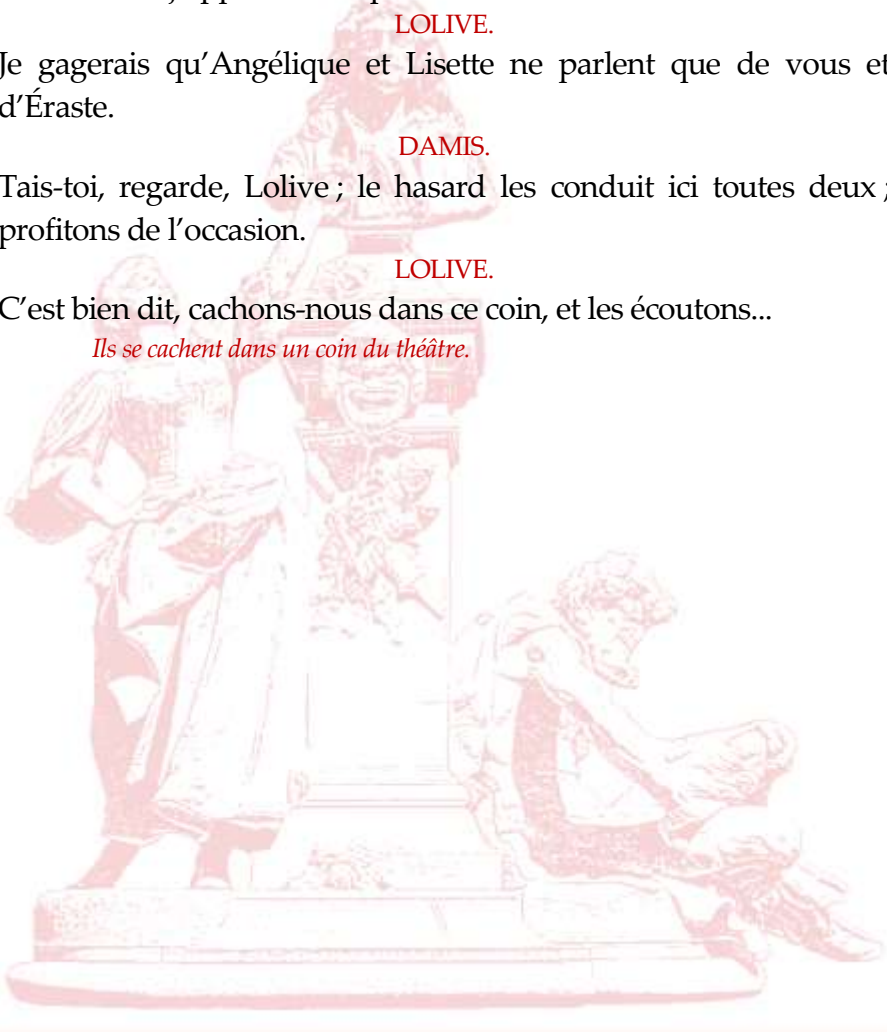 LOLIVE.
Je gagerais qu’Angélique et Lisette ne parlent que de vous et
d’Éraste.
DAMIS.
Tais-toi, regarde, Lolive ; le hasard les conduit ici toutes deux ;
profitons de l’occasion.
LOLIVE.
C’est bien dit, cachons-nous dans ce coin, et les écoutons...
Ils se cachent dans un coin du théâtre.